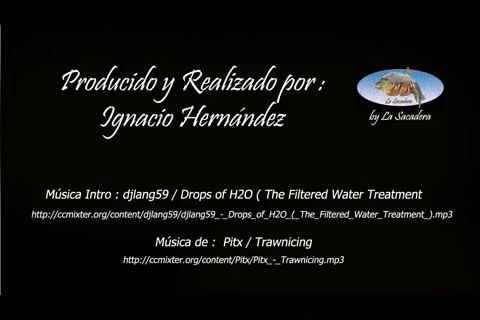 Producido y Realizado por :
Ignacio Hernández
La Sacadera
by La Sacadera
Música Intro : djlang59 / Drops of H2O ( The Filtered Water Treatment
http://ccmixter.org/content/djlang59/djlang59_-_Drops_of_H2O_(_The_Filtered_Water_Treatment_).mp3
Música de : Pitx / Trawnicing
http://ccmixter.org/content/Pitx/Pitx_-_Trawnicing.mp3